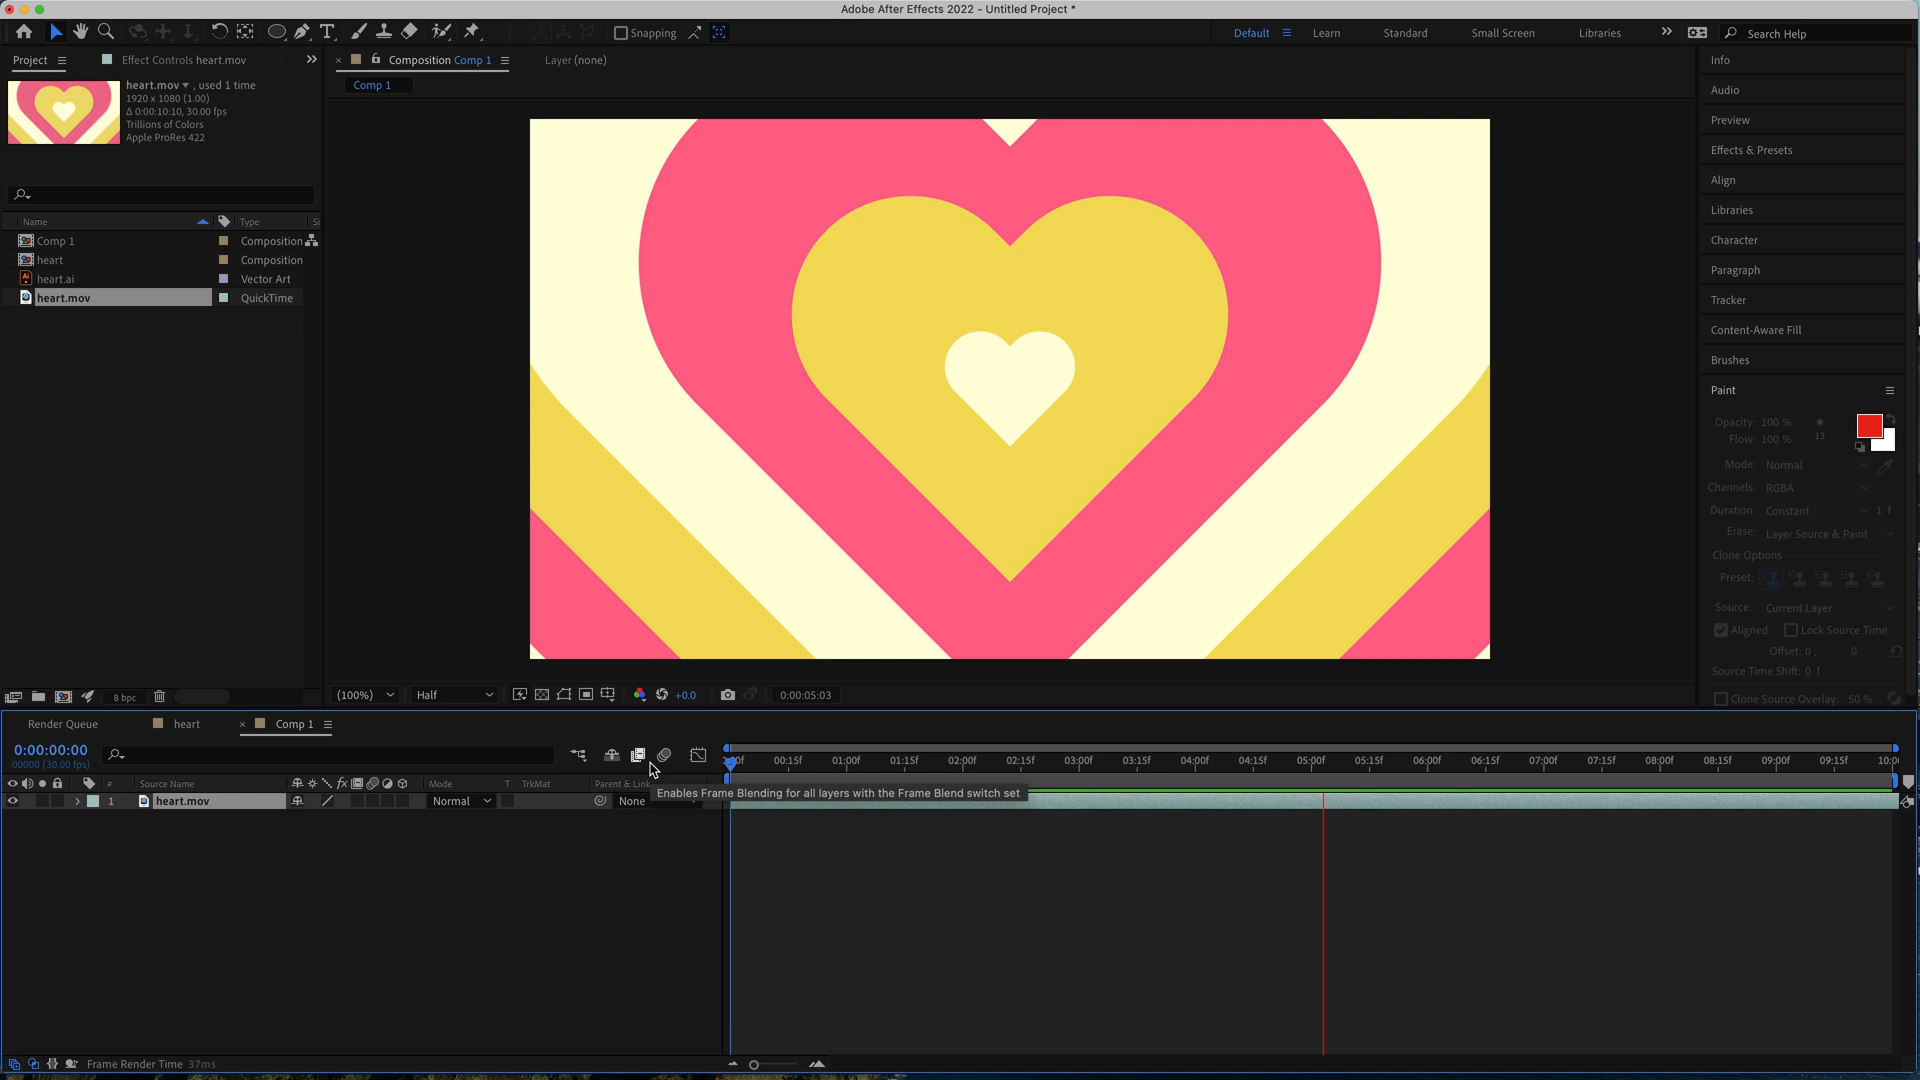 Adobe After Effects 2022 - Untitled Project *
Snapping
Default
Learn
Standard
Small Screen
Libraries
Search Help
Project
Effect Controls heart.mov
Composition Comp 1
Layer (none)
Comp 1
heart.mov , used 1 time
1920 x 1080 (1.00)
Δ 0:00:10:10, 30.00 fps
Trillions of Colors
Apple ProRes 422
Name
Type
Si
Comp 1
Composition
heart
Composition
heart.ai
Vector Art
heart.mov
QuickTime
8 bpc
(100%)
Half
+0.0
0:00:05:03
Info
Audio
Preview
Effects & Presets
Align
Libraries
Character
Paragraph
Tracker
Content-Aware Fill
Brushes
Paint
Opacity: 100 %
Flow: 100 %
13
Mode: Normal
Channels: RGBA
Duration: Constant 1 f
Erase: Layer Source & Paint
Clone Options
Preset:
Source: Current Layer
Aligned
Lock Source Time
Offset: 0 , 0
Source Time Shift: 0 f
Clone Source Overlay: 50 %
Render Queue
heart
Comp 1
0:00:00:00
00000 (30.00 fps)
00:15f 01:00f 01:15f 02:00f 02:15f 03:00f 03:15f 04:00f 04:15f 05:00f 05:15f 06:00f 06:15f 07:00f 07:15f 08:00f 08:15f 09:00f 09:15f 10:0
# Source Name
Mode
T TrkMat
Parent & Link
1 heart.mov
Normal
None
Enables Frame Blending for all layers with the Frame Blend switch set
Frame Render Time 37ms